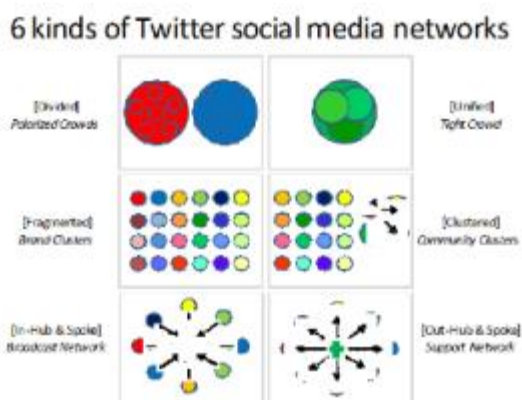 6 kinds of Twitter social media networks
[Divided]
Polarized Crowds
[Unified]
Tight Crowd
[Fragmented]
Brand Clusters
[Clustered]
Community Clusters
[In-Hub & Spoke]
Broadcast Network
[Out-Hub & Spoke]
Support Network